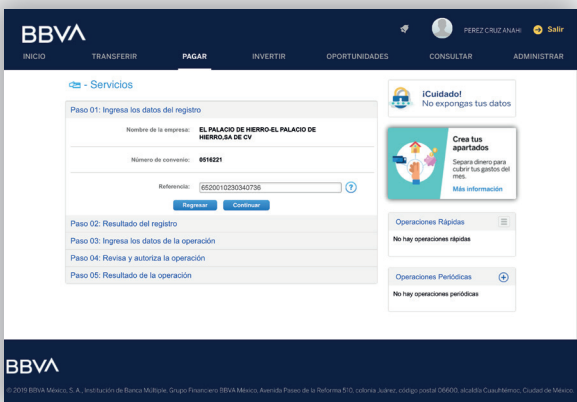 BBVA
PEREZ CRUZ ANAHI
Salir
INICIO
TRANSFERIR
PAGAR
INVERTIR
OPORTUNIDADES
CONSULTAR
ADMINISTRAR
- Servicios
Paso 01: Ingresa los datos del registro
Nombre de la empresa: EL PALACIO DE HIERRO-EL PALACIO DE
HIERRO,SA DE CV
Número de convenio: 0516221
Referencia: 6520010230340736 ?
Regresar
Continuar
Paso 02: Resultado del registro
Paso 03: Ingresa los datos de la operación
Paso 04: Revisa y autoriza la operación
Paso 05: Resultado de la operación
¡Cuidado!
No expongas tus datos
Crea tus
apartados
Separa dinero para
cubrir tus gastos del
mes.
Más información
Operaciones Rápidas
No hay operaciones rápidas
Operaciones Periódicas
No hay operaciones periódicas
BBVA
© 2019 BBVA México, S. A., Institución de Banca Múltiple, Grupo Financiero BBVA México. Avenida Paseo de la Reforma 510, colonia Juárez, código postal 06600, alcaldía Cuauhtémoc, Ciudad de México.